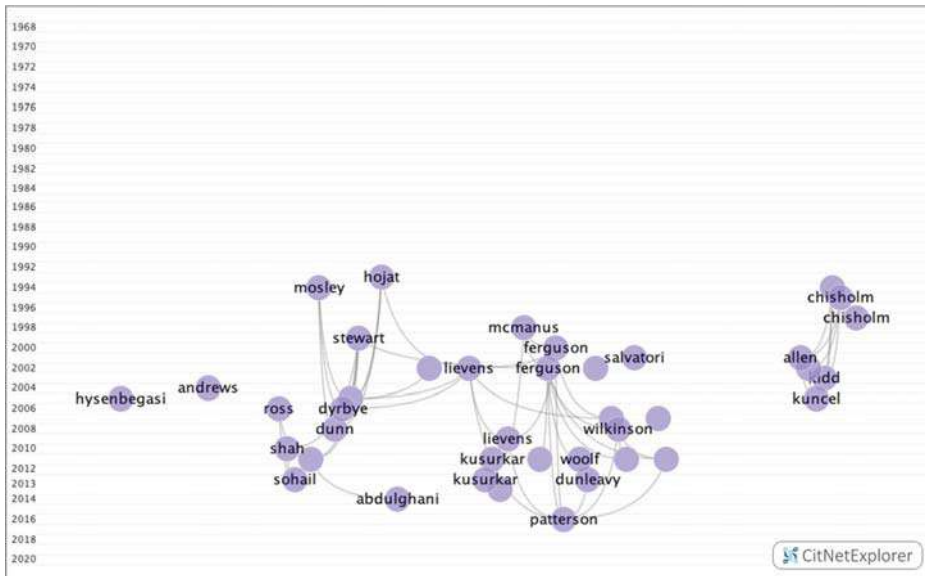 1968
1970
1972
1974
1976
1978
1980
1982
1984
1986
1988
1990
1992
hojat
1994
mosley
chisholm
1996
chisholm
1998
mcmanus
stewart
2000
ferguson
salvatori
allen
2002
lievens
ferguson
kidd
2004
andrews
hysenbegasi
kuncel
2006
ross
dyrbye
2008
dunn
wilkinson
lievens
2010
shah
kusurkar
woolf
2012
2013
sohail
kusurkar
dunleavy
2014
abdulghani
2016
patterson
2018
2020
CitNetExplorer